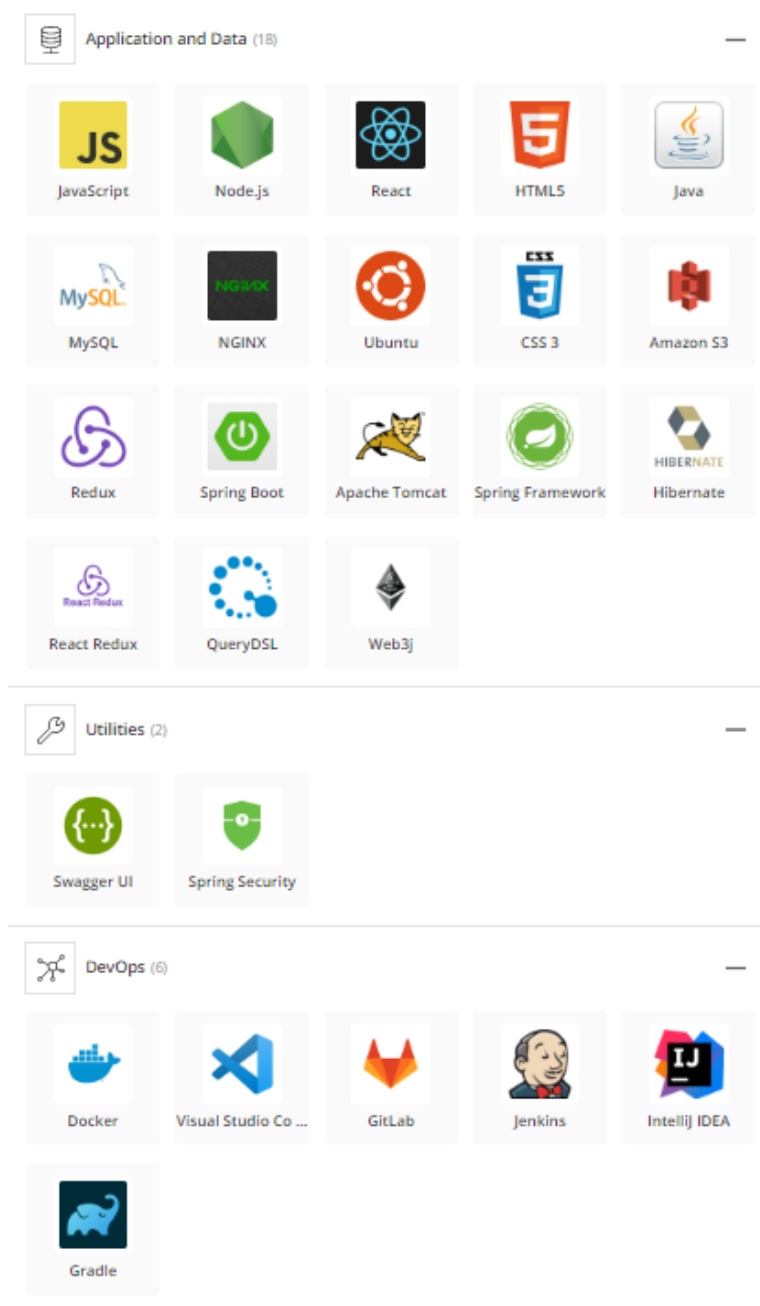 Application and Data (18)
JS
JavaScript
Node.js
React
5
HTML5
Java
MySQL
MySQL
NGINX
NGINX
Ubuntu
CSS
3
CSS 3
Amazon S3
Redux
Spring Boot
Apache Tomcat
Spring Framework
HIBERNATE
Hibernate
React Redux
React Redux
QueryDSL
Web3j
Utilities (2)
{···}
Swagger UI
Spring Security
DevOps (6)
Docker
Visual Studio Co ...
GitLab
Jenkins
IJ
IntelliJ IDEA
Gradle